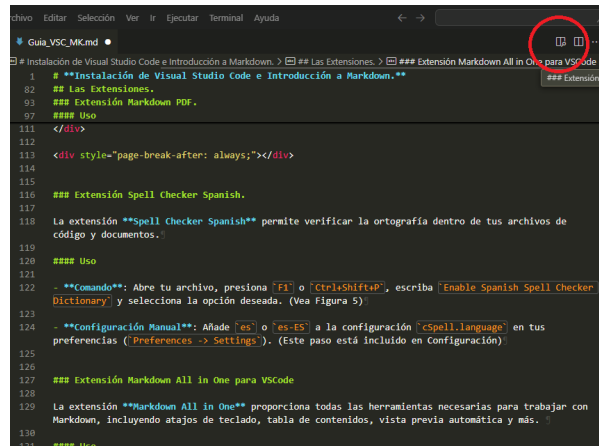 rchivo Editar Selección Ver Ir Ejecutar Terminal Ayuda
Guia_VSC_MK.md
# Instalación de Visual Studio Code e Introducción a Markdown. > ## Las Extensiones. > ### Extensión Markdown All in One para VSCode
### Extensión
1 # **Instalación de Visual Studio Code e Introducción a Markdown.**
82 ## Las Extensiones.
93 ### Extensión Markdown PDF.
97 #### Uso
111 </div>
112
113 <div style="page-break-after: always;"></div>
114
115
116 ### Extensión Spell Checker Spanish.
117
118 La extensión **Spell Checker Spanish** permite verificar la ortografía dentro de tus archivos de
código y documentos.
119
120 #### Uso
121
122 - **Comando**: Abre tu archivo, presiona `F1` o `Ctrl+Shift+P`, escriba `Enable Spanish Spell Checker
Dictionary` y selecciona la opción deseada. (Vea Figura 5)
123
124 - **Configuración Manual**: Añade `es` o `es-ES` a la configuración `cSpell.language` en tus
preferencias (`Preferences -> Settings`). (Este paso está incluido en Configuración)
125
126
127 ### Extensión Markdown All in One para VSCode
128
129 La extensión **Markdown All in One** proporciona todas las herramientas necesarias para trabajar con
Markdown, incluyendo atajos de teclado, tabla de contenidos, vista previa automática y más.
130
131 #### Uso